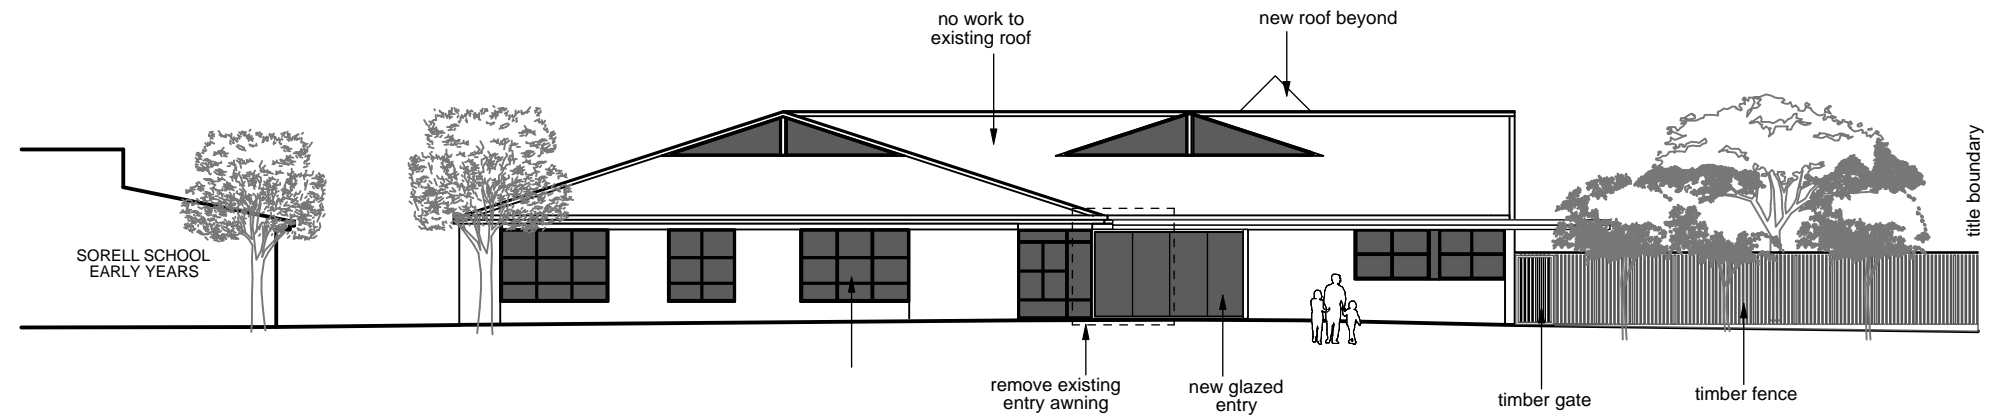 no work to
existing roof
new roof beyond
title boundary
SORELL SCHOOL
EARLY YEARS
remove existing
entry awning
new glazed
entry
timber gate
timber fence